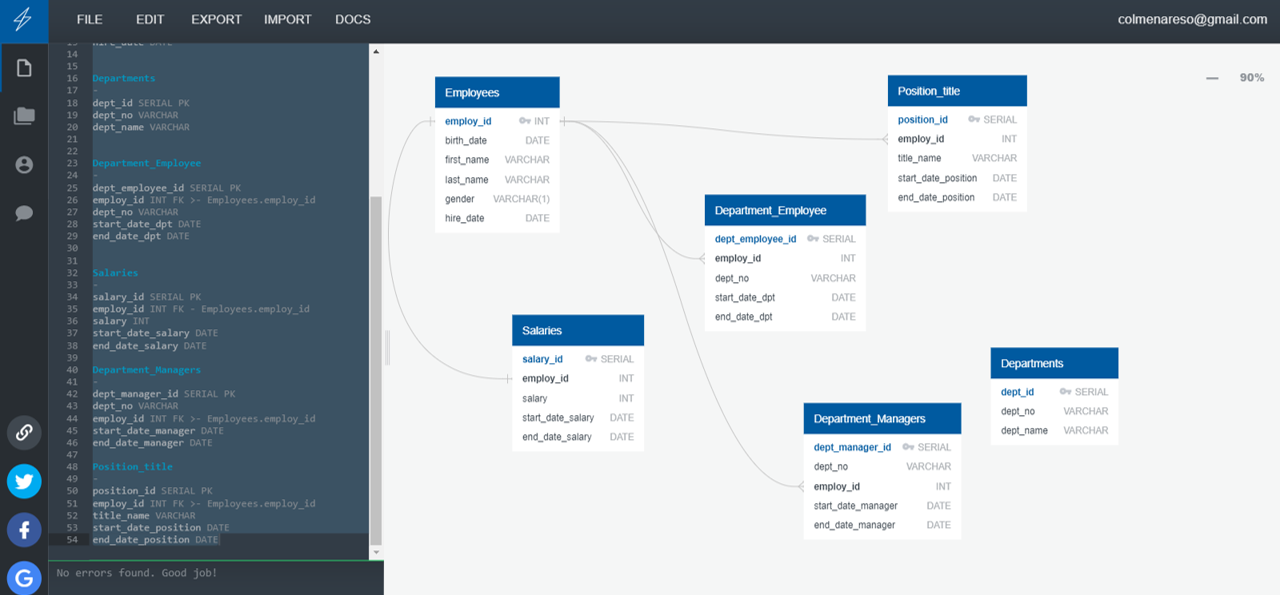 FILE EDIT EXPORT IMPORT DOCS colmenareso@gmail.com
13 hire_date DATE
14
15
16 Departments
17 -
18 dept_id SERIAL PK
19 dept_no VARCHAR
20 dept_name VARCHAR
21
22
23 Department_Employee
24 -
25 dept_employee_id SERIAL PK
26 employ_id INT FK >- Employees.employ_id
27 dept_no VARCHAR
28 start_date_dpt DATE
29 end_date_dpt DATE
30
31
32 Salaries
33 -
34 salary_id SERIAL PK
35 employ_id INT FK - Employees.employ_id
36 salary INT
37 start_date_salary DATE
38 end_date_salary DATE
39
40 Department_Managers
41 -
42 dept_manager_id SERIAL PK
43 dept_no VARCHAR
44 employ_id INT FK >- Employees.employ_id
45 start_date_manager DATE
46 end_date_manager DATE
47
48 Position_title
49 -
50 position_id SERIAL PK
51 employ_id INT FK >- Employees.employ_id
52 title_name VARCHAR
53 start_date_position DATE
54 end_date_position DATE
No errors found. Good job!
90%
Employees
employ_id INT
birth_date DATE
first_name VARCHAR
last_name VARCHAR
gender VARCHAR(1)
hire_date DATE
Position_title
position_id SERIAL
employ_id INT
title_name VARCHAR
start_date_position DATE
end_date_position DATE
Department_Employee
dept_employee_id SERIAL
employ_id INT
dept_no VARCHAR
start_date_dpt DATE
end_date_dpt DATE
Salaries
salary_id SERIAL
employ_id INT
salary INT
start_date_salary DATE
end_date_salary DATE
Departments
dept_id SERIAL
dept_no VARCHAR
dept_name VARCHAR
Department_Managers
dept_manager_id SERIAL
dept_no VARCHAR
employ_id INT
start_date_manager DATE
end_date_manager DATE